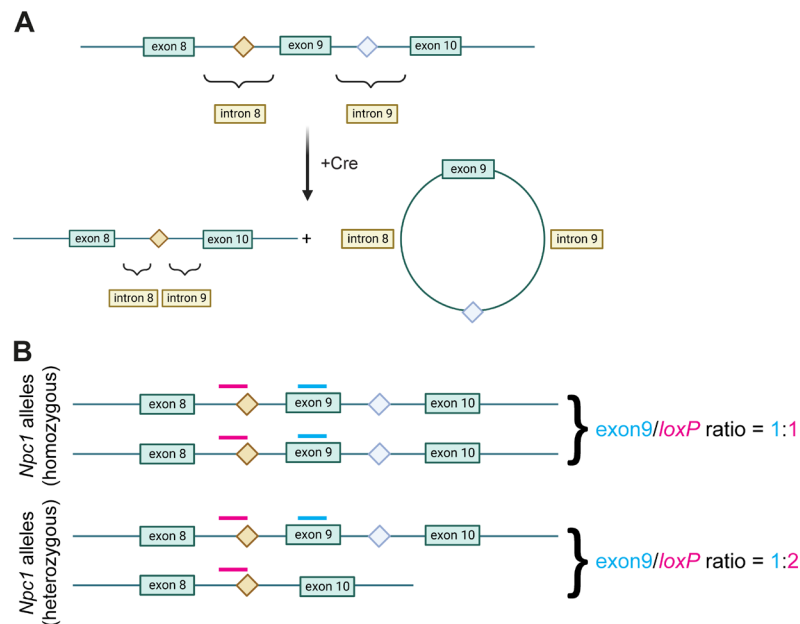 A
exon 8
exon 9
exon 10
intron 8
intron 9
+Cre
exon 9
exon 8
exon 10
+
intron 8
intron 9
intron 8
intron 9
B
Npc1 alleles
(homozygous)
exon 8
exon 9
exon 10
exon 8
exon 9
exon 10
exon9/loxP ratio = 1:1
Npc1 alleles
(heterozygous)
exon 8
exon 9
exon 10
exon 8
exon 10
exon9/loxP ratio = 1:2